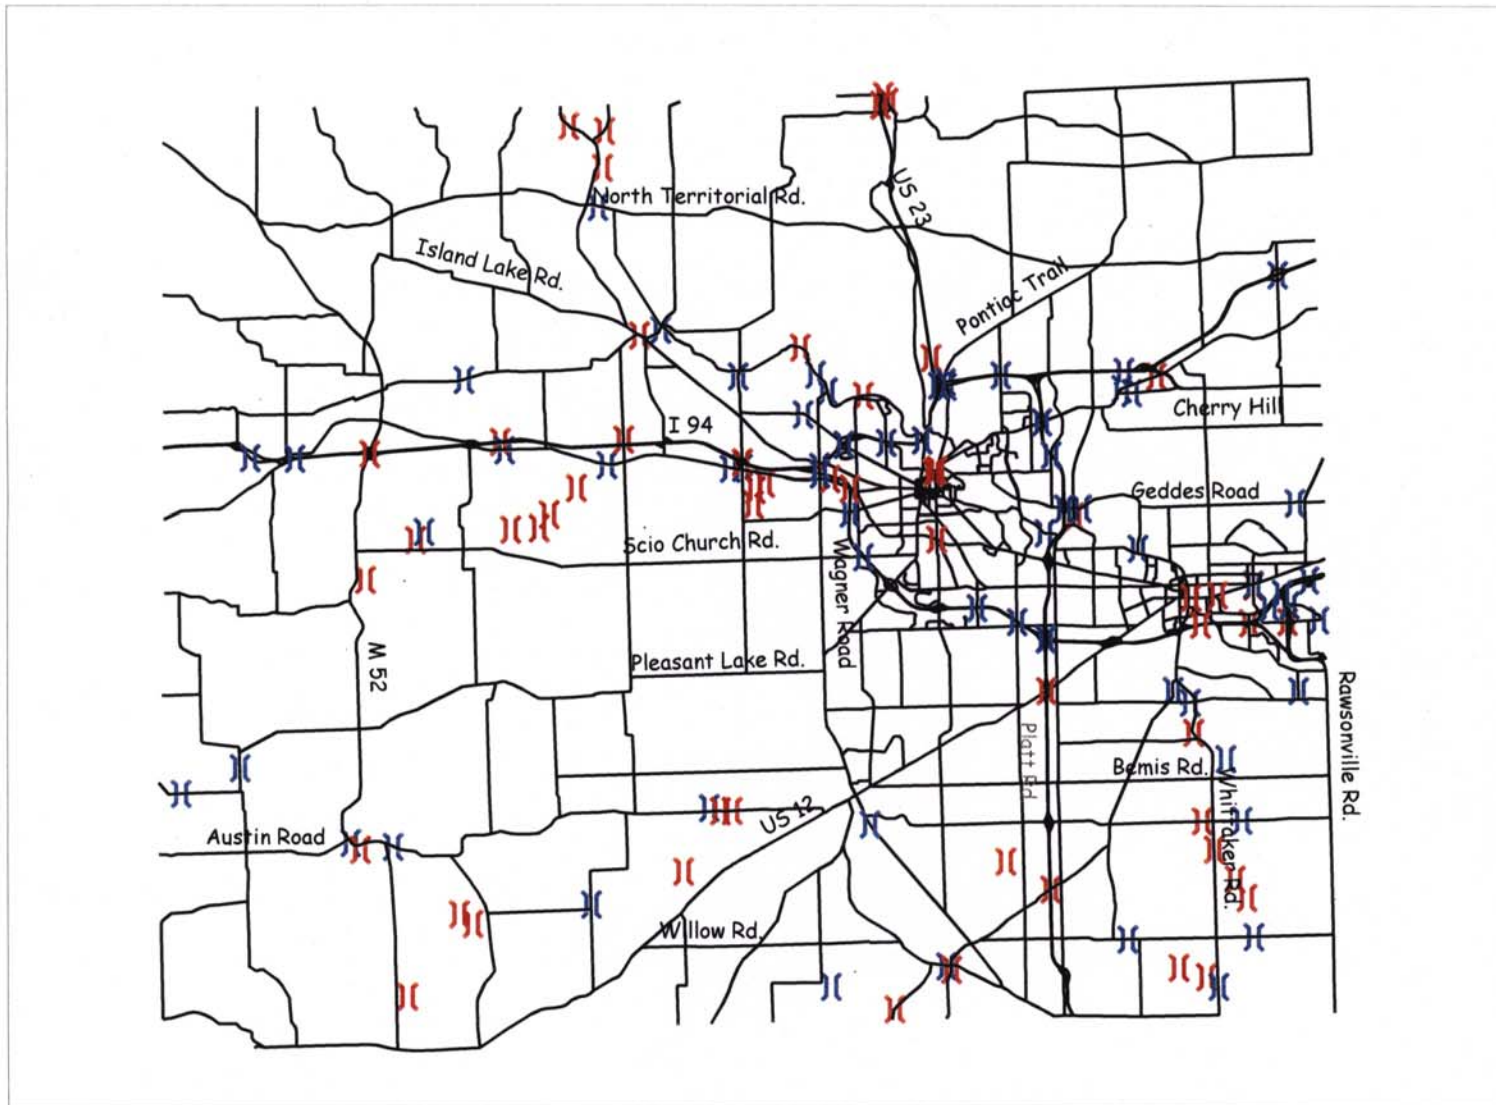 North Territorial Rd.
US 23
Island Lake Rd.
Pontiac Trail
Cherry Hill
I 94
Geddes Road
Scio Church Rd.
Wagner Road
M 52
Pleasant Lake Rd.
Rawsonville Rd.
Platt Rd
Bemis Rd.
Whittaker Rd.
US 12
Austin Road
Willow Rd.